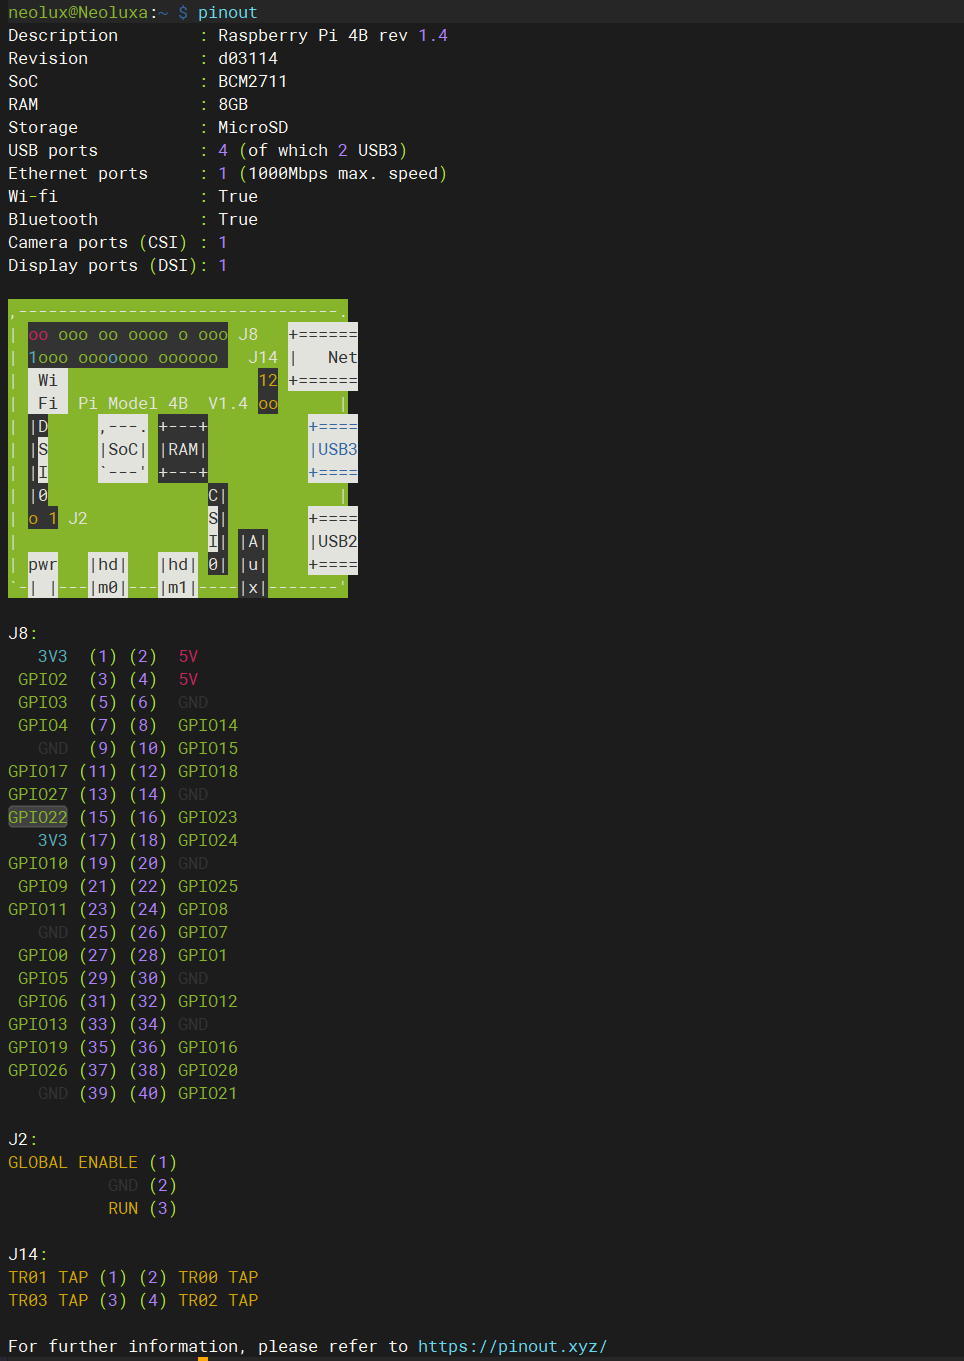 neolux@Neoluxa:~ $ pinout
Description        : Raspberry Pi 4B rev 1.4
Revision           : d03114
SoC                : BCM2711
RAM                : 8GB
Storage            : MicroSD
USB ports          : 4 (of which 2 USB3)
Ethernet ports     : 1 (1000Mbps max. speed)
Wi-fi              : True
Bluetooth          : True
Camera ports (CSI) : 1
Display ports (DSI): 1

,--------------------------------.
| oo ooo oo oooo o ooo J8   +======
| 1ooo ooooooo oooooo   J14 |   Net
|  Wi                    12 +======
|  Fi  Pi Model 4B  V1.4 oo      |
| |D     ,---. +---+          +====
| |S     |SoC| |RAM|          |USB3
| |I     `---' +---+          +====
| |0                C|           |
| o 1 J2            S|        +====
|                   I| |A|    |USB2
| pwr   |hd|   |hd| 0| |u|    +====
`-| |---|m0|---|m1|----|x|-------'

J8:
   3V3  (1) (2)  5V
 GPIO2  (3) (4)  5V
 GPIO3  (5) (6)  GND
 GPIO4  (7) (8)  GPIO14
   GND  (9) (10) GPIO15
GPIO17 (11) (12) GPIO18
GPIO27 (13) (14) GND
GPIO22 (15) (16) GPIO23
   3V3 (17) (18) GPIO24
GPIO10 (19) (20) GND
 GPIO9 (21) (22) GPIO25
GPIO11 (23) (24) GPIO8
   GND (25) (26) GPIO7
 GPIO0 (27) (28) GPIO1
 GPIO5 (29) (30) GND
 GPIO6 (31) (32) GPIO12
GPIO13 (33) (34) GND
GPIO19 (35) (36) GPIO16
GPIO26 (37) (38) GPIO20
   GND (39) (40) GPIO21

J2:
GLOBAL ENABLE (1)
          GND (2)
          RUN (3)

J14:
TR01 TAP (1) (2) TR00 TAP
TR03 TAP (3) (4) TR02 TAP

For further information, please refer to https://pinout.xyz/